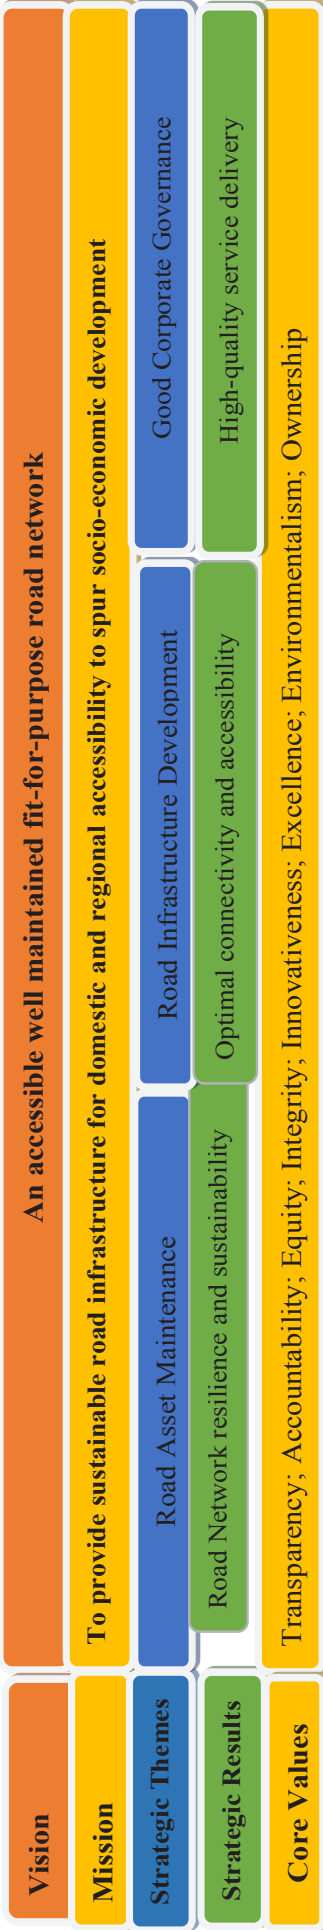 Vision
An accessible well maintained fit-for-purpose road network
Mission
To provide sustainable road infrastructure for domestic and regional accessibility to spur socio-economic development
Strategic Themes
Road Asset Maintenance
Road Infrastructure Development
Good Corporate Governance
Strategic Results
Road Network resilience and sustainability
Optimal connectivity and accessibility
High-quality service delivery
Core Values
Transparency; Accountability; Equity; Integrity; Innovativeness; Excellence; Environmentalism; Ownership